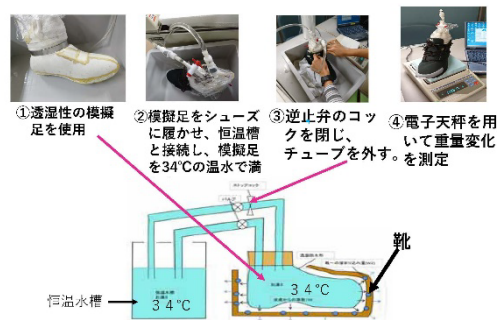 ①透湿性の模擬
足を使用
②模擬足をシューズ
に履かせ、恒温槽
と接続し、模擬足
を34℃の温水で満
③逆止弁のコッ
クを閉じ、
チューブを外す。
④電子天秤を用
いて重量変化
を測定
靴
恒温水槽
３４℃
３４℃